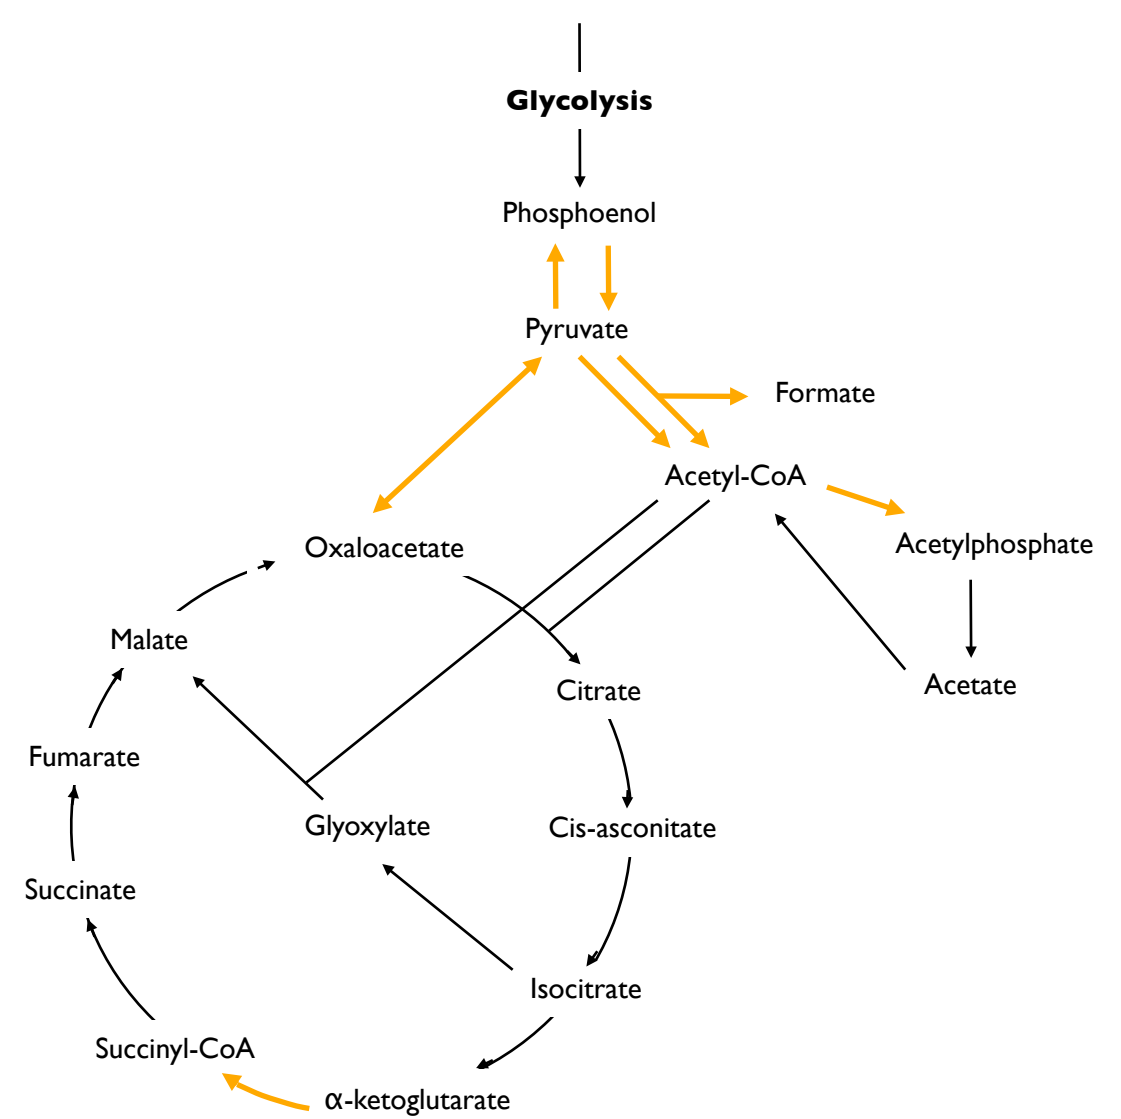 Glycolysis
Phosphoenol
Pyruvate
Formate
Acetyl-CoA
Acetylphosphate
Oxaloacetate
Malate
Acetate
Citrate
Fumarate
Glyoxylate
Cis-asconitate
Succinate
Isocitrate
Succinyl-CoA
α-ketoglutarate